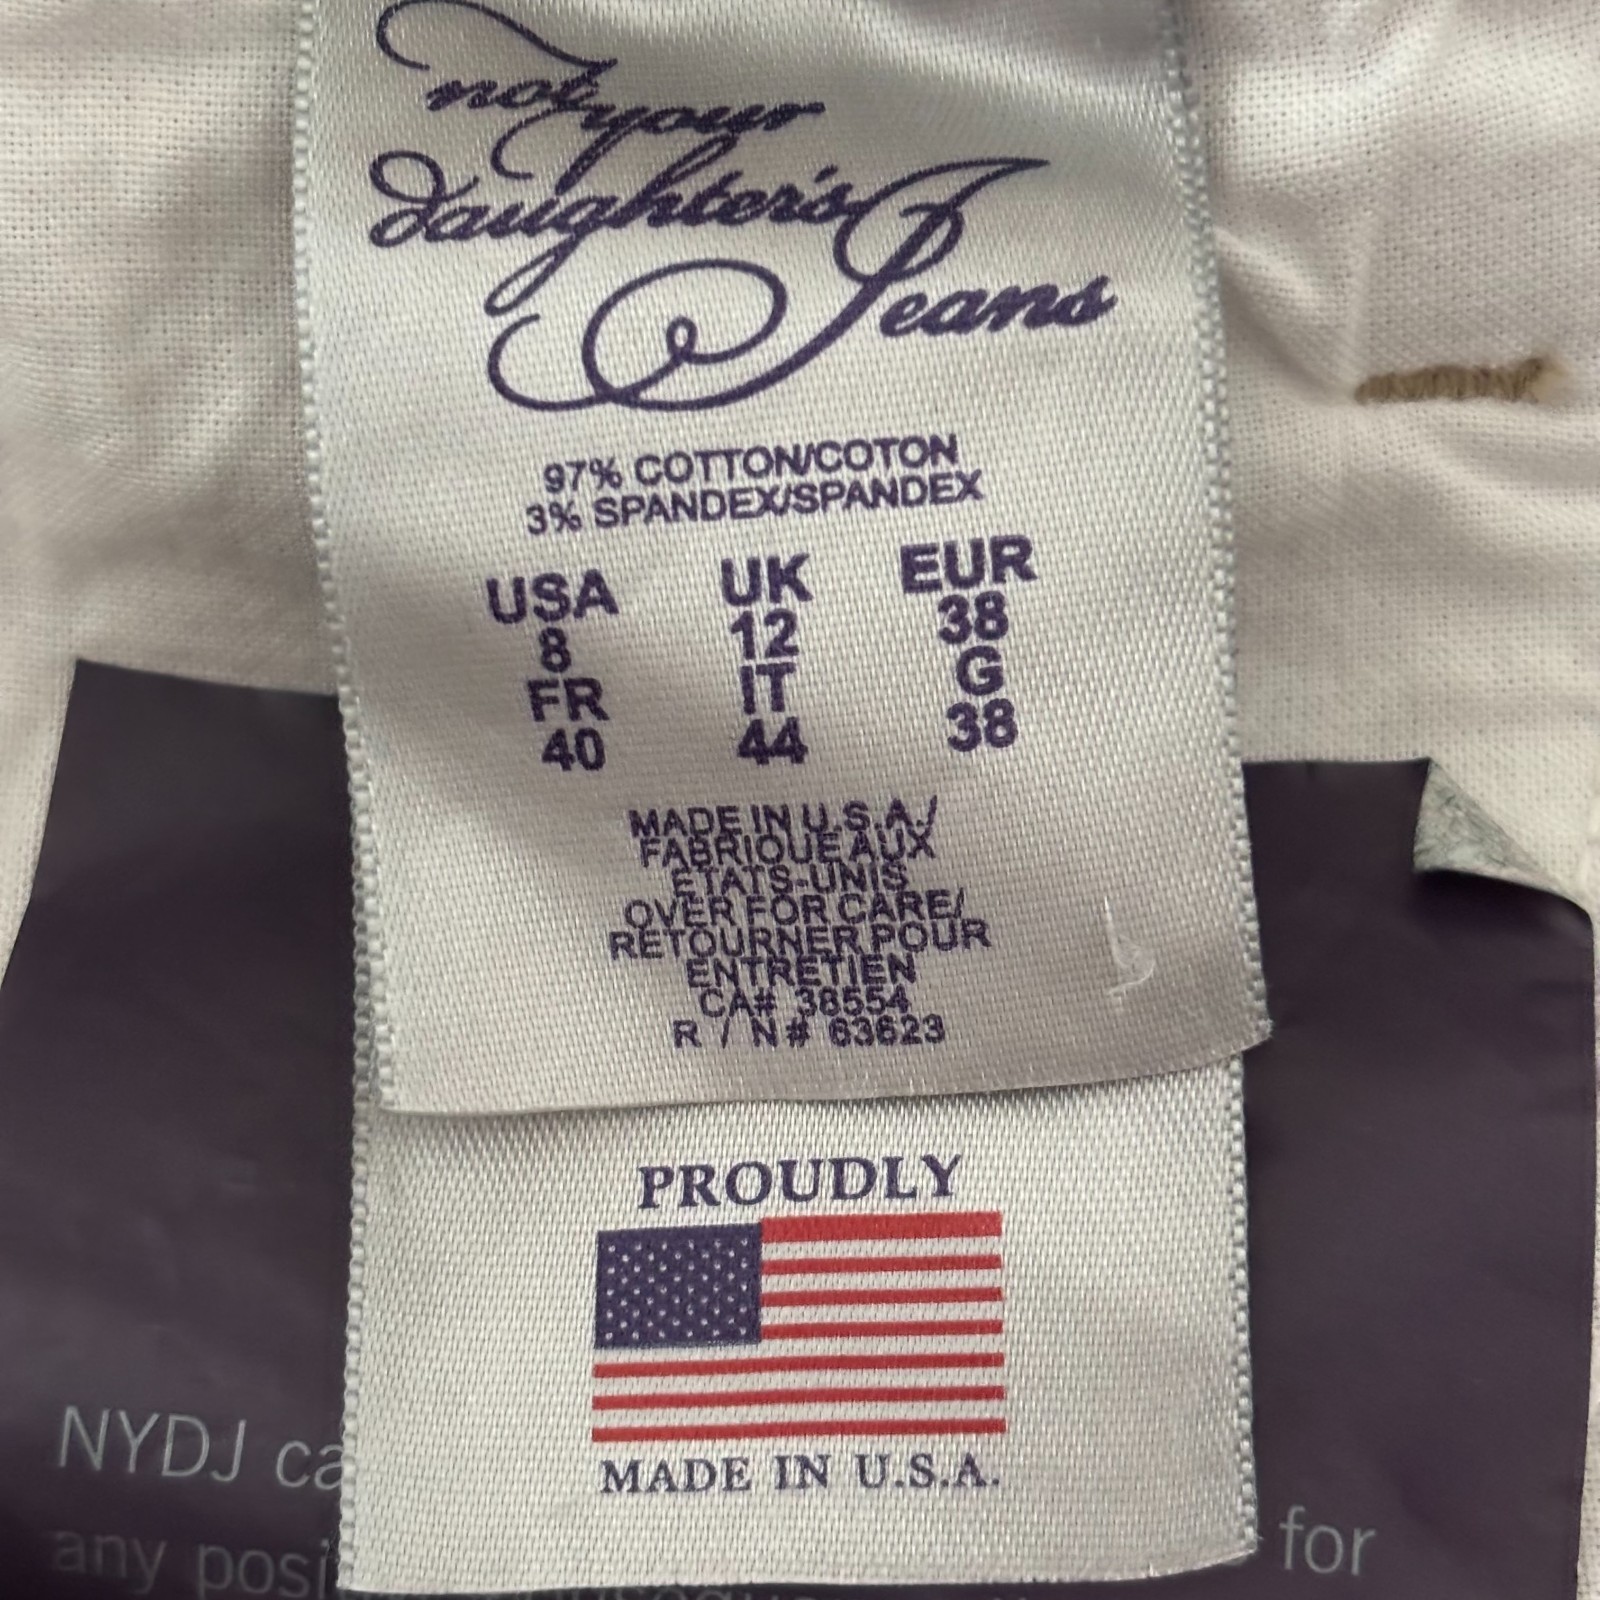 not your
daughter's
Jeans
97% COTTON/COTON
3% SPANDEX/SPANDEX
USA UK EUR
8 12 38
FR IT G
40 44 38
MADE IN U.S.A./
FABRIQUE AUX
ETATS-UNIS
OVER FOR CARE/
RETOURNER POUR
ENTRETIEN
CA# 38554
R / N # 63623
PROUDLY
MADE IN U.S.A.
NYDJ ca
any posi for